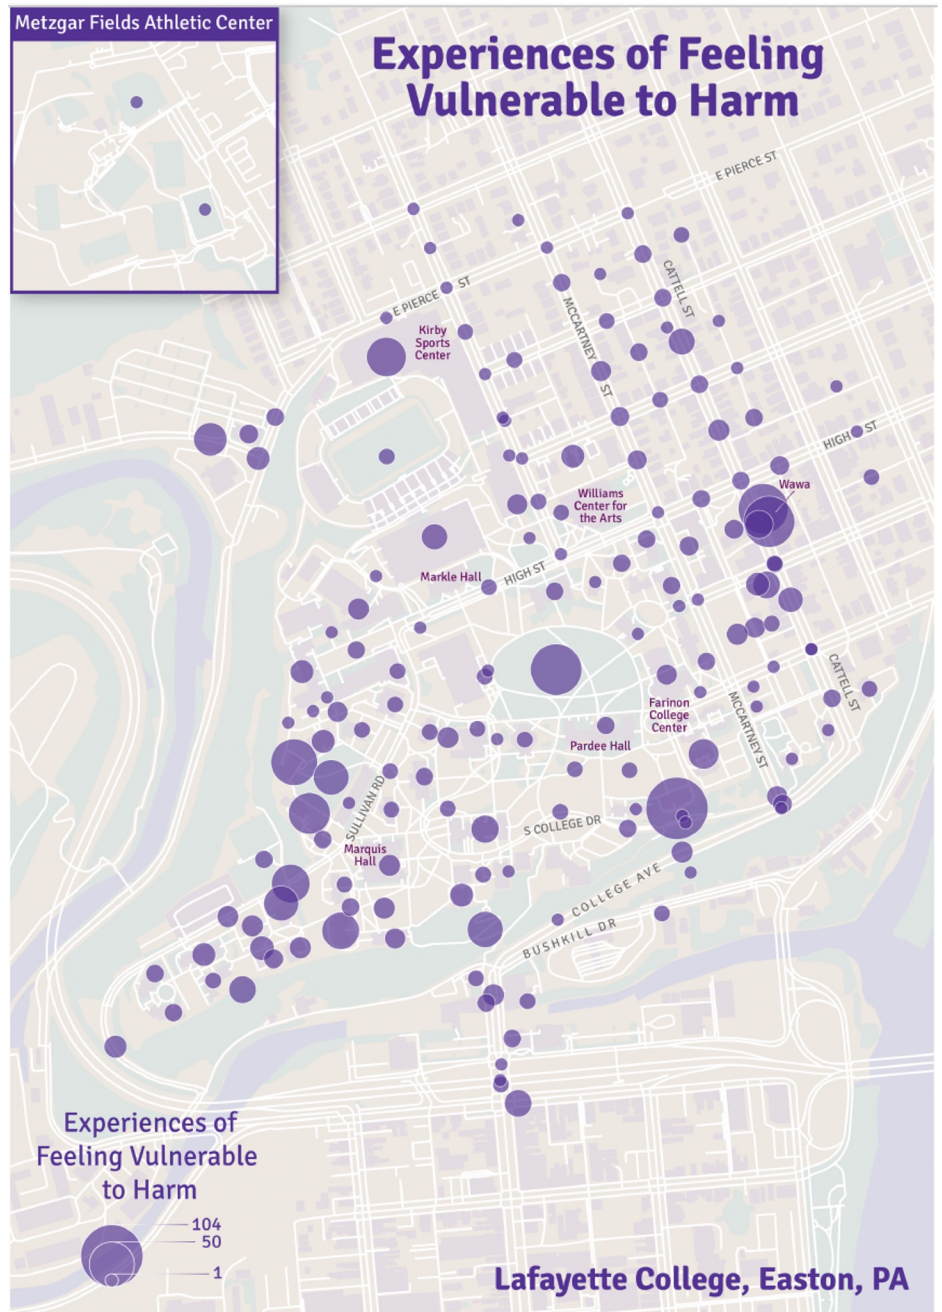 Metzgar Fields Athletic Center
Experiences of Feeling
Vulnerable to Harm
E PIERCE ST
CATTELL ST
E PIERCE ST
MCCARTNEY ST
Kirby
Sports
Center
HIGH ST
Wawa
Williams
Center for
the Arts
Markle Hall
HIGH ST
CATTELL ST
Farinon
College
Center
MCCARTNEY ST
Pardee Hall
SULLIVAN RD
S COLLEGE DR
Marquis
Hall
COLLEGE AVE
BUSHKILL DR
Experiences of
Feeling Vulnerable
to Harm
104
50
1
Lafayette College, Easton, PA